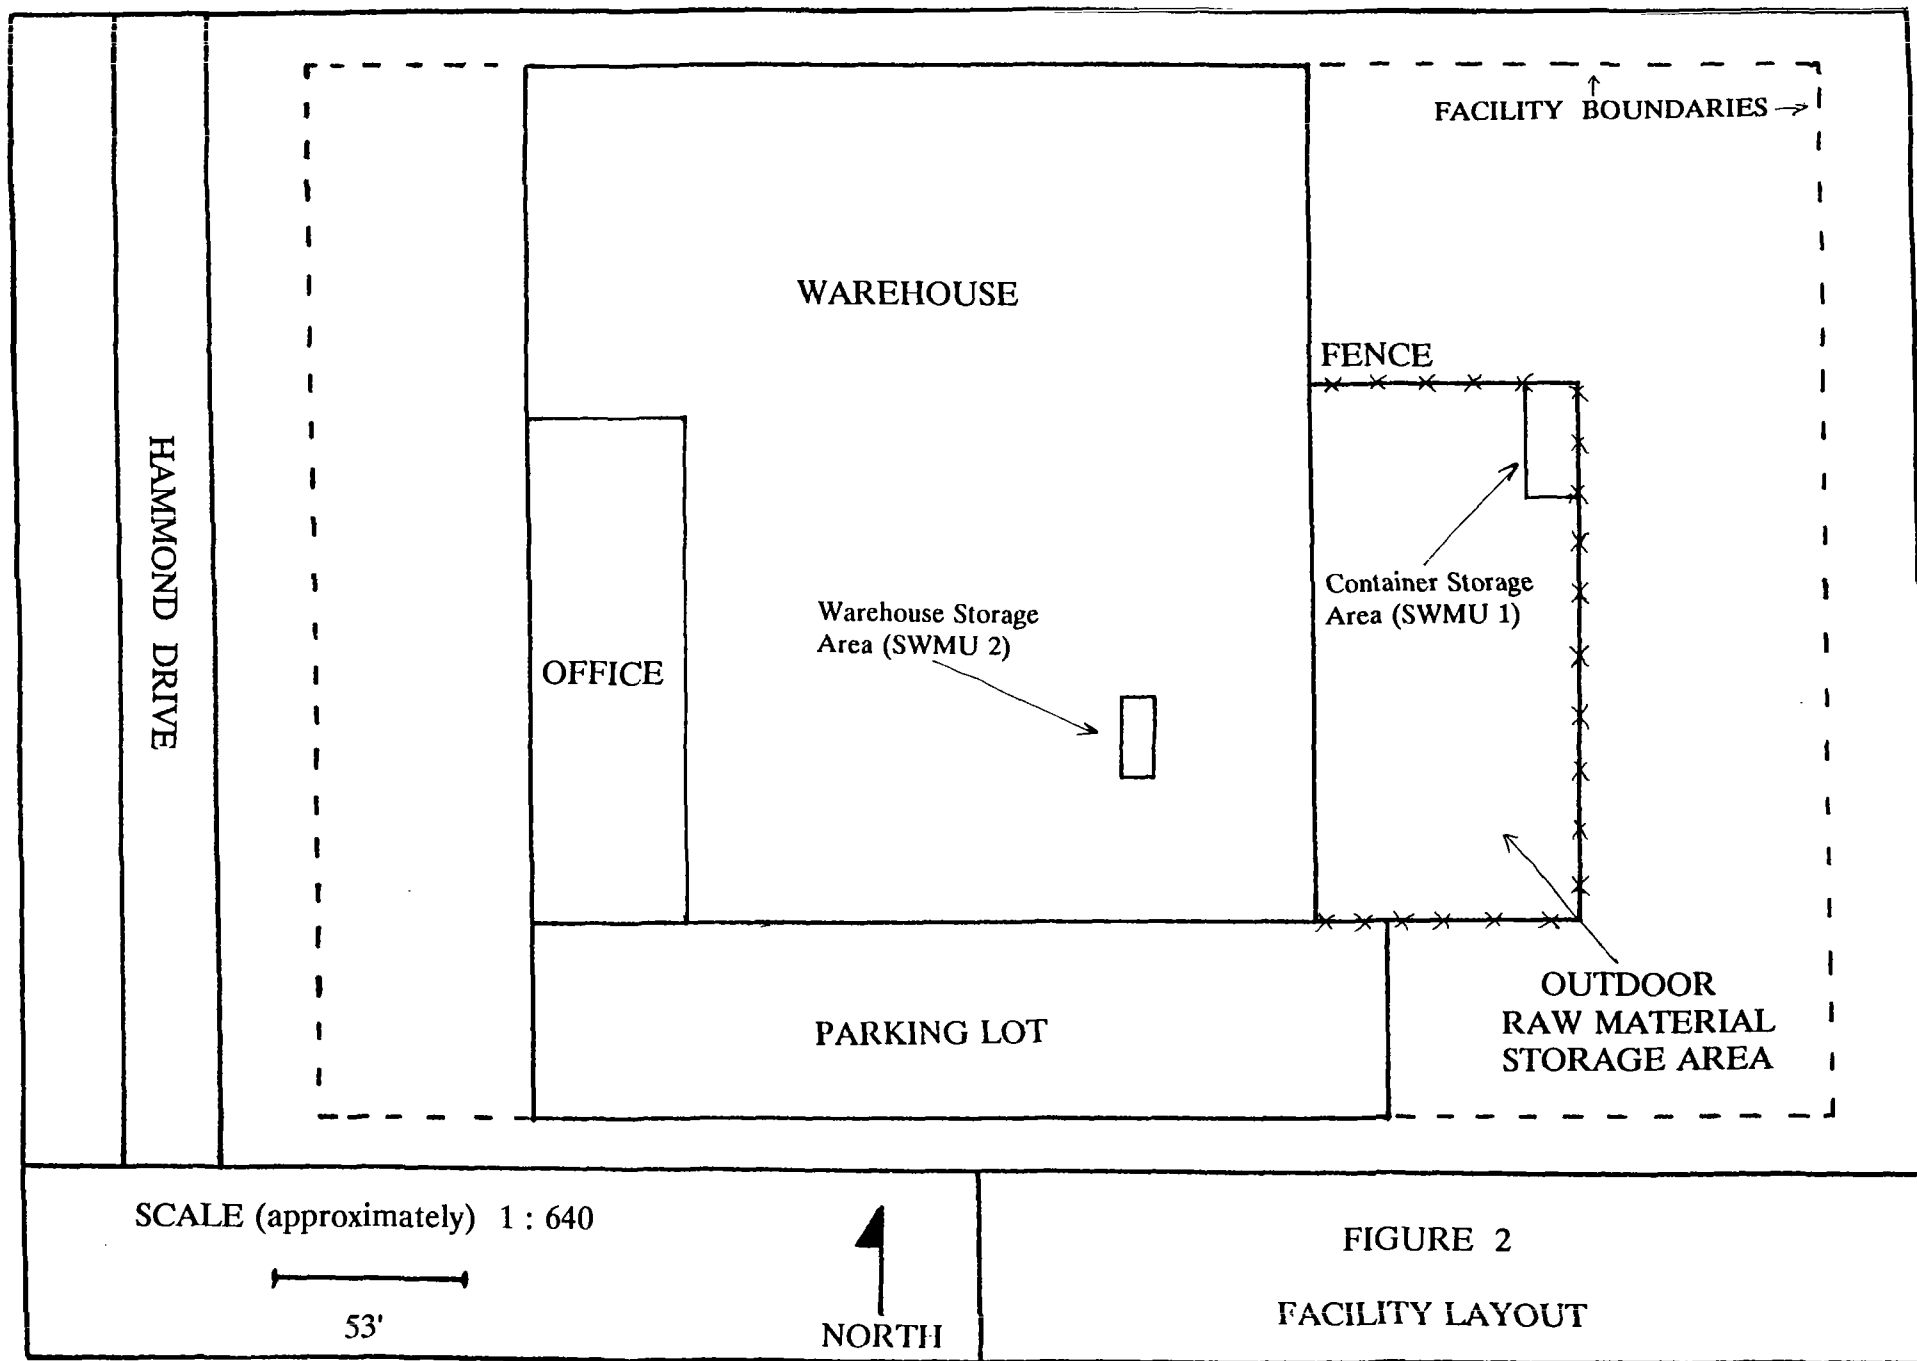 FACILITY BOUNDARIES
WAREHOUSE
FENCE
HAMMOND DRIVE
Container Storage
Area (SWMU 1)
Warehouse Storage
Area (SWMU 2)
OFFICE
OUTDOOR
RAW MATERIAL
STORAGE AREA
PARKING LOT
SCALE (approximately) 1 : 640
53'
NORTH
FIGURE 2
FACILITY LAYOUT